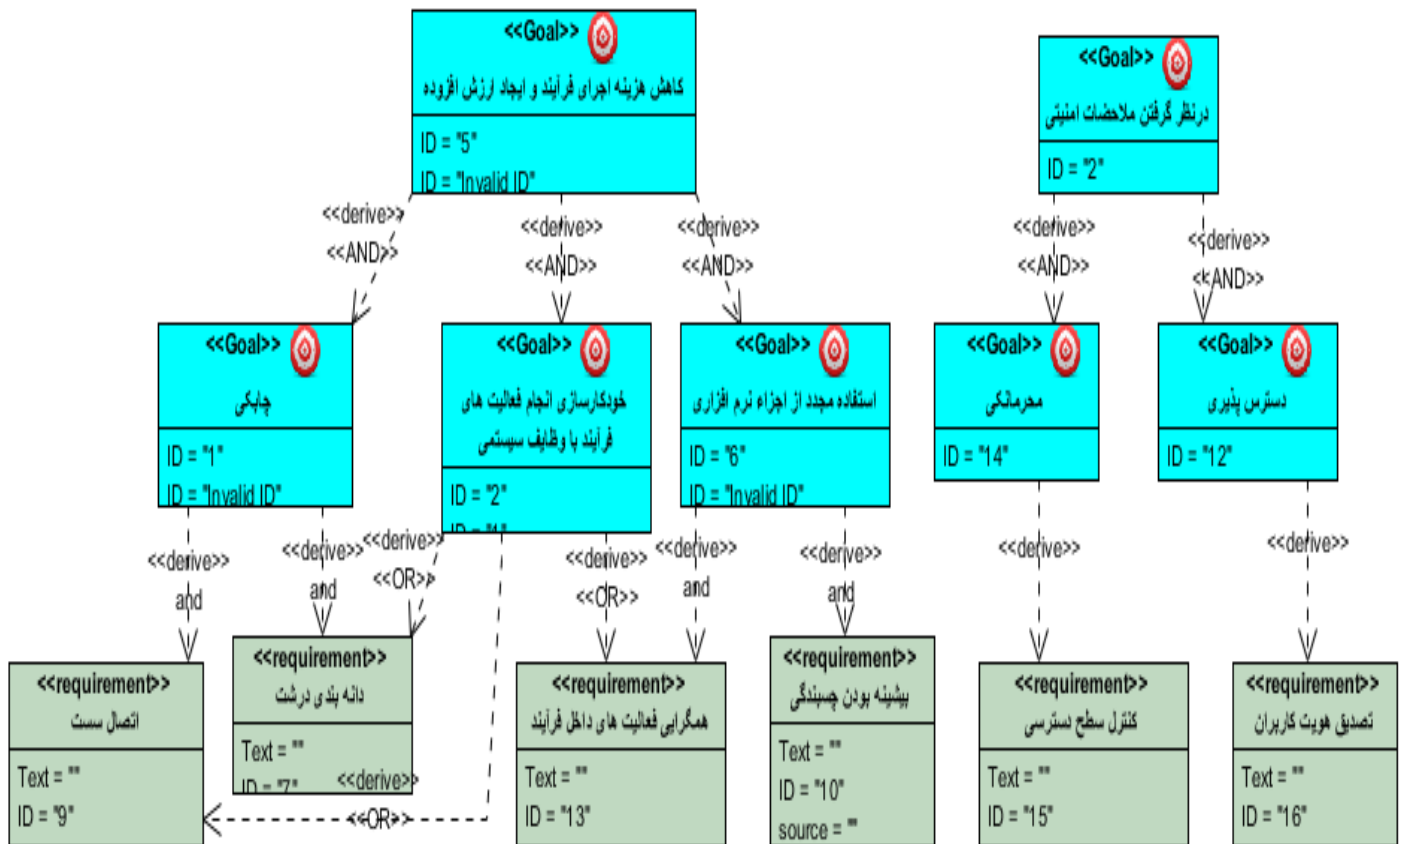 <<Goal>>
کاهش هزینه اجرای فرآیند و ایجاد ارزش افزوده
ID = "5"
ID = "Invalid ID"
<<Goal>>
درنظر گرفتن ملاحضات امنیتی
ID = "2"
<<derive>>
<<AND>>
<<derive>>
<<AND>>
<<derive>>
<<AND>>
<<derive>>
<<AND>>
<<derive>>
<<AND>>
<<Goal>>
چابکی
ID = "1"
ID = "Invalid ID"
<<Goal>>
خودکارسازی انجام فعالیت های
فرآیند با وظایف سیستمی
ID = "2"
ID = "1"
<<Goal>>
استفاده مجدد از اجزاء نرم افزاری
ID = "6"
ID = "Invalid ID"
<<Goal>>
محرمانگی
ID = "14"
<<Goal>>
دسترس پذیری
ID = "12"
<<derive>>
and
<<derive>>
and
<<derive>>
<<OR>>
<<derive>>
<<OR>>
<<derive>>
and
<<derive>>
and
<<derive>>
<<derive>>
<<requirement>>
اتصال سست
Text = ""
ID = "9"
<<requirement>>
دانه بندی درشت
Text = ""
ID = "7"
<<derive>>
<<OR>>
<<requirement>>
همگرایی فعالیت های داخل فرآیند
Text = ""
ID = "13"
<<requirement>>
بیشینه بودن چسبندگی
Text = ""
ID = "10"
source = ""
<<requirement>>
کنترل سطح دسترسی
Text = ""
ID = "15"
<<requirement>>
تصدیق هویت کاربران
Text = ""
ID = "16"